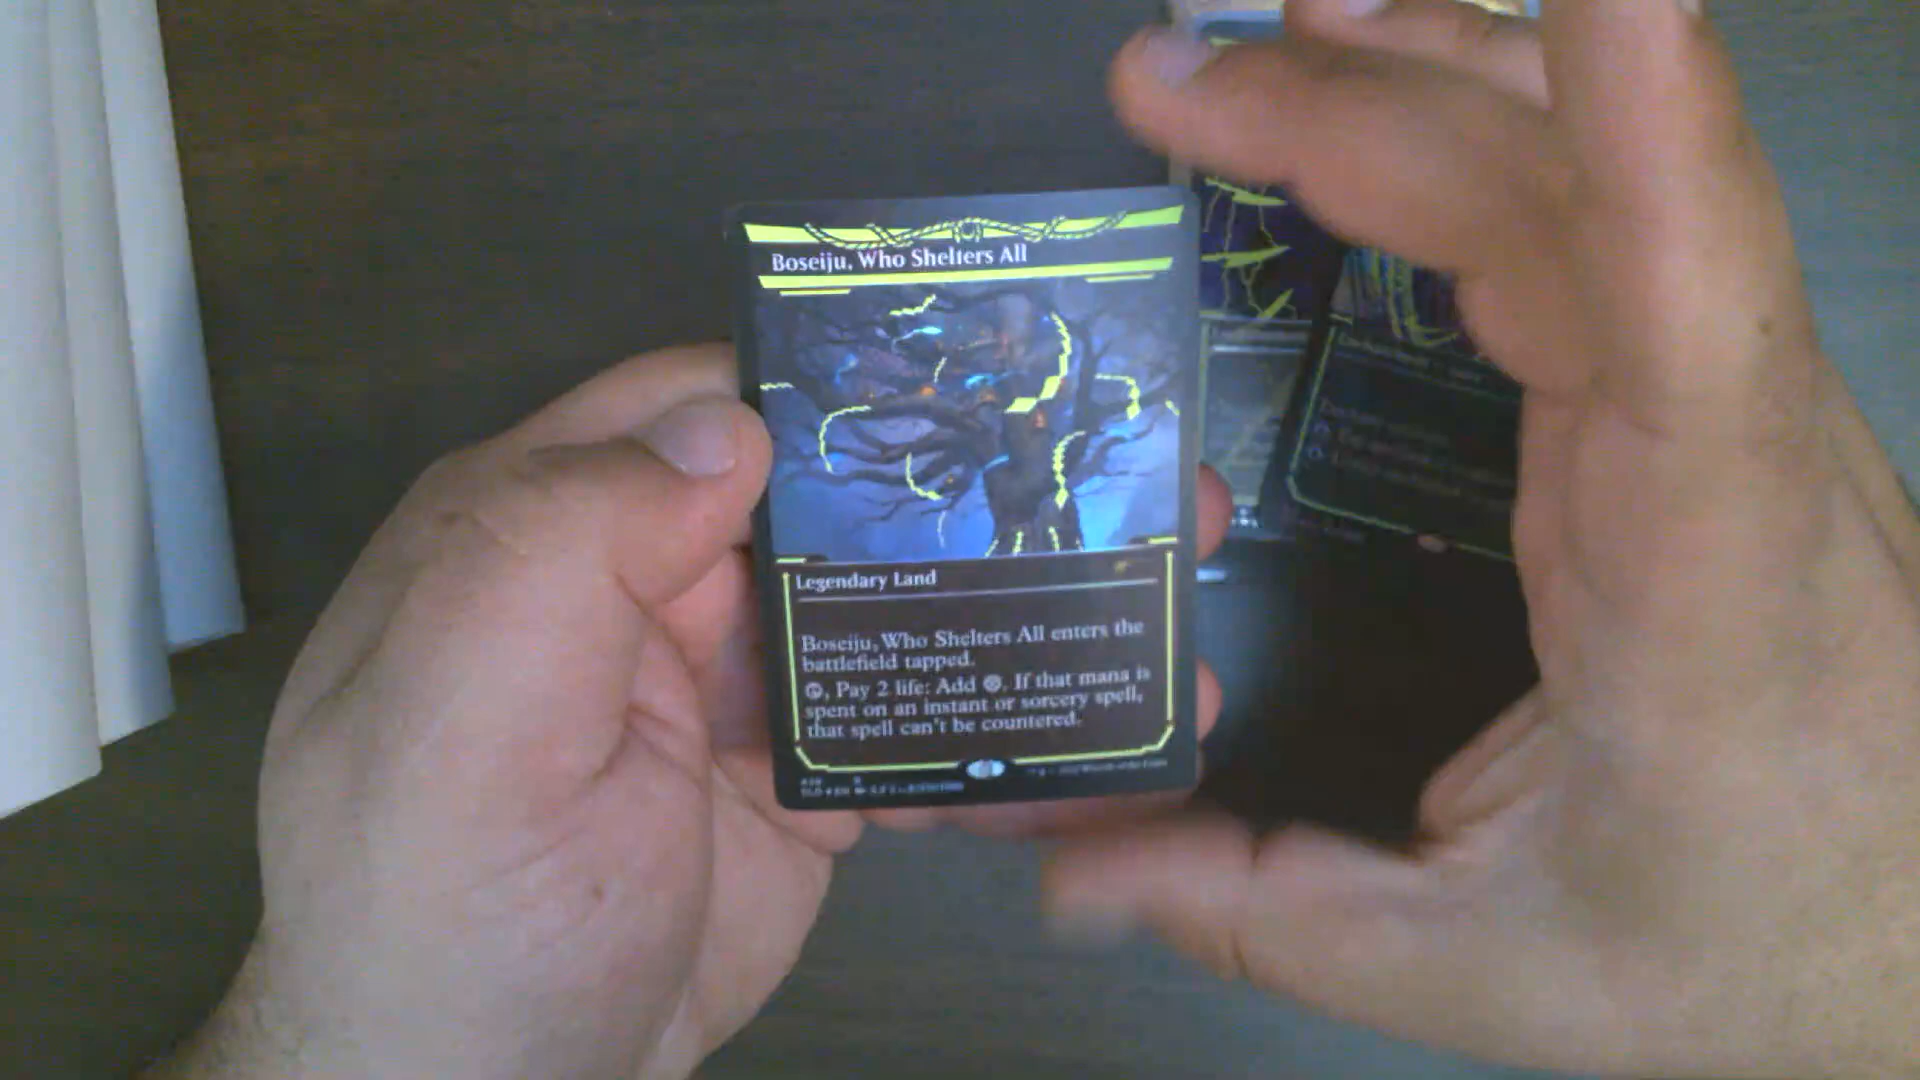 Boseiju, Who Shelters All
Legendary Land
Boseiju, Who Shelters All enters the
battlefield tapped.
, Pay 2 life: Add . If that mana is
spent on an instant or sorcery spell,
that spell can't be countered.